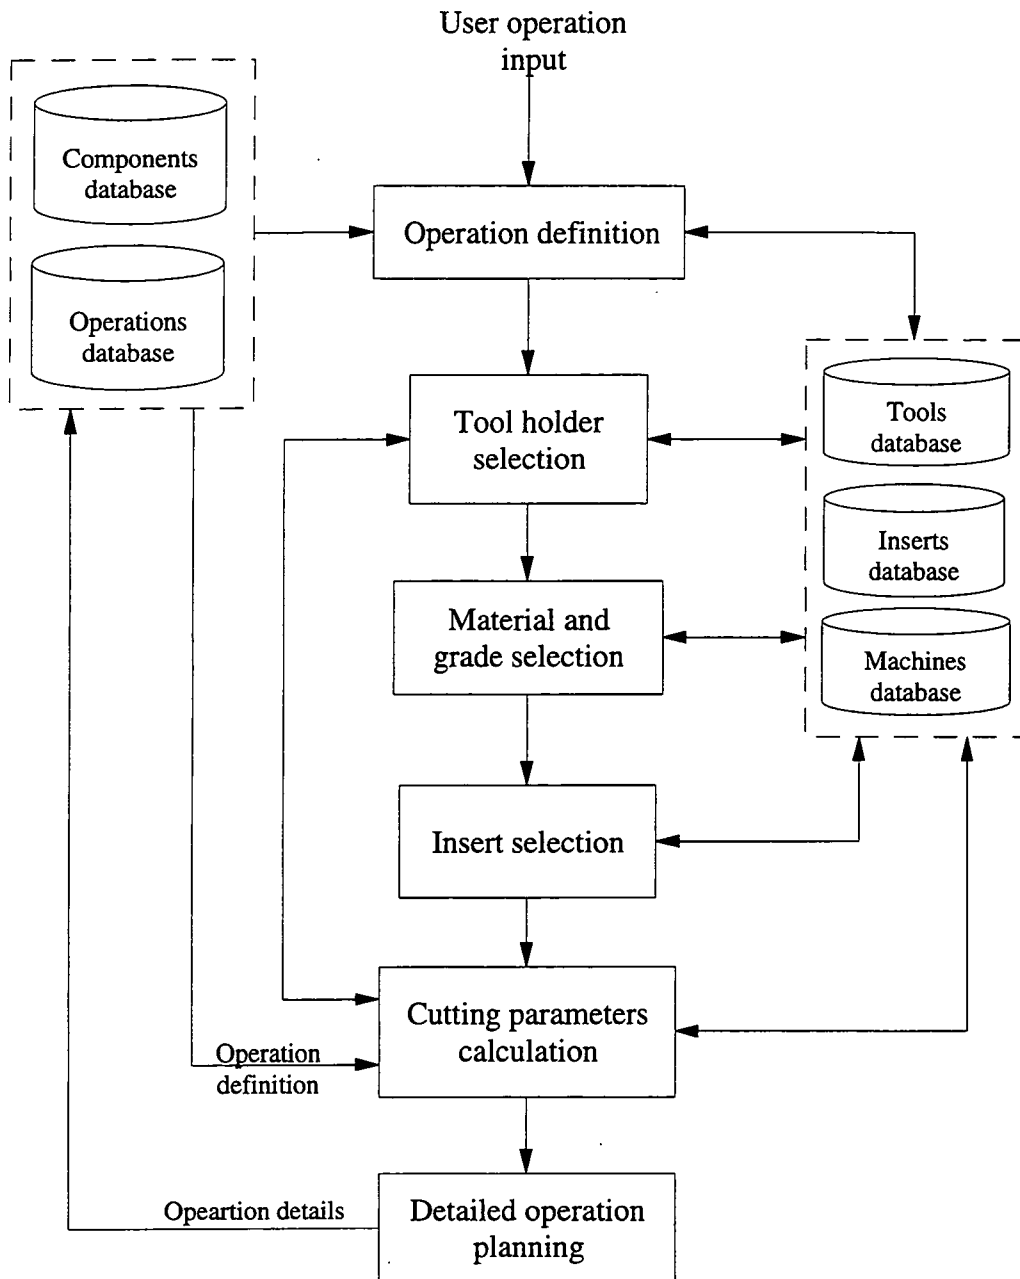 User operation
input
Components
database
Operation definition
Operations
database
Tool holder
selection
Tools
database
Inserts
database
Material and
grade selection
Machines
database
Insert selection
Cutting parameters
calculation
Operation
definition
Opeartion details
Detailed operation
planning